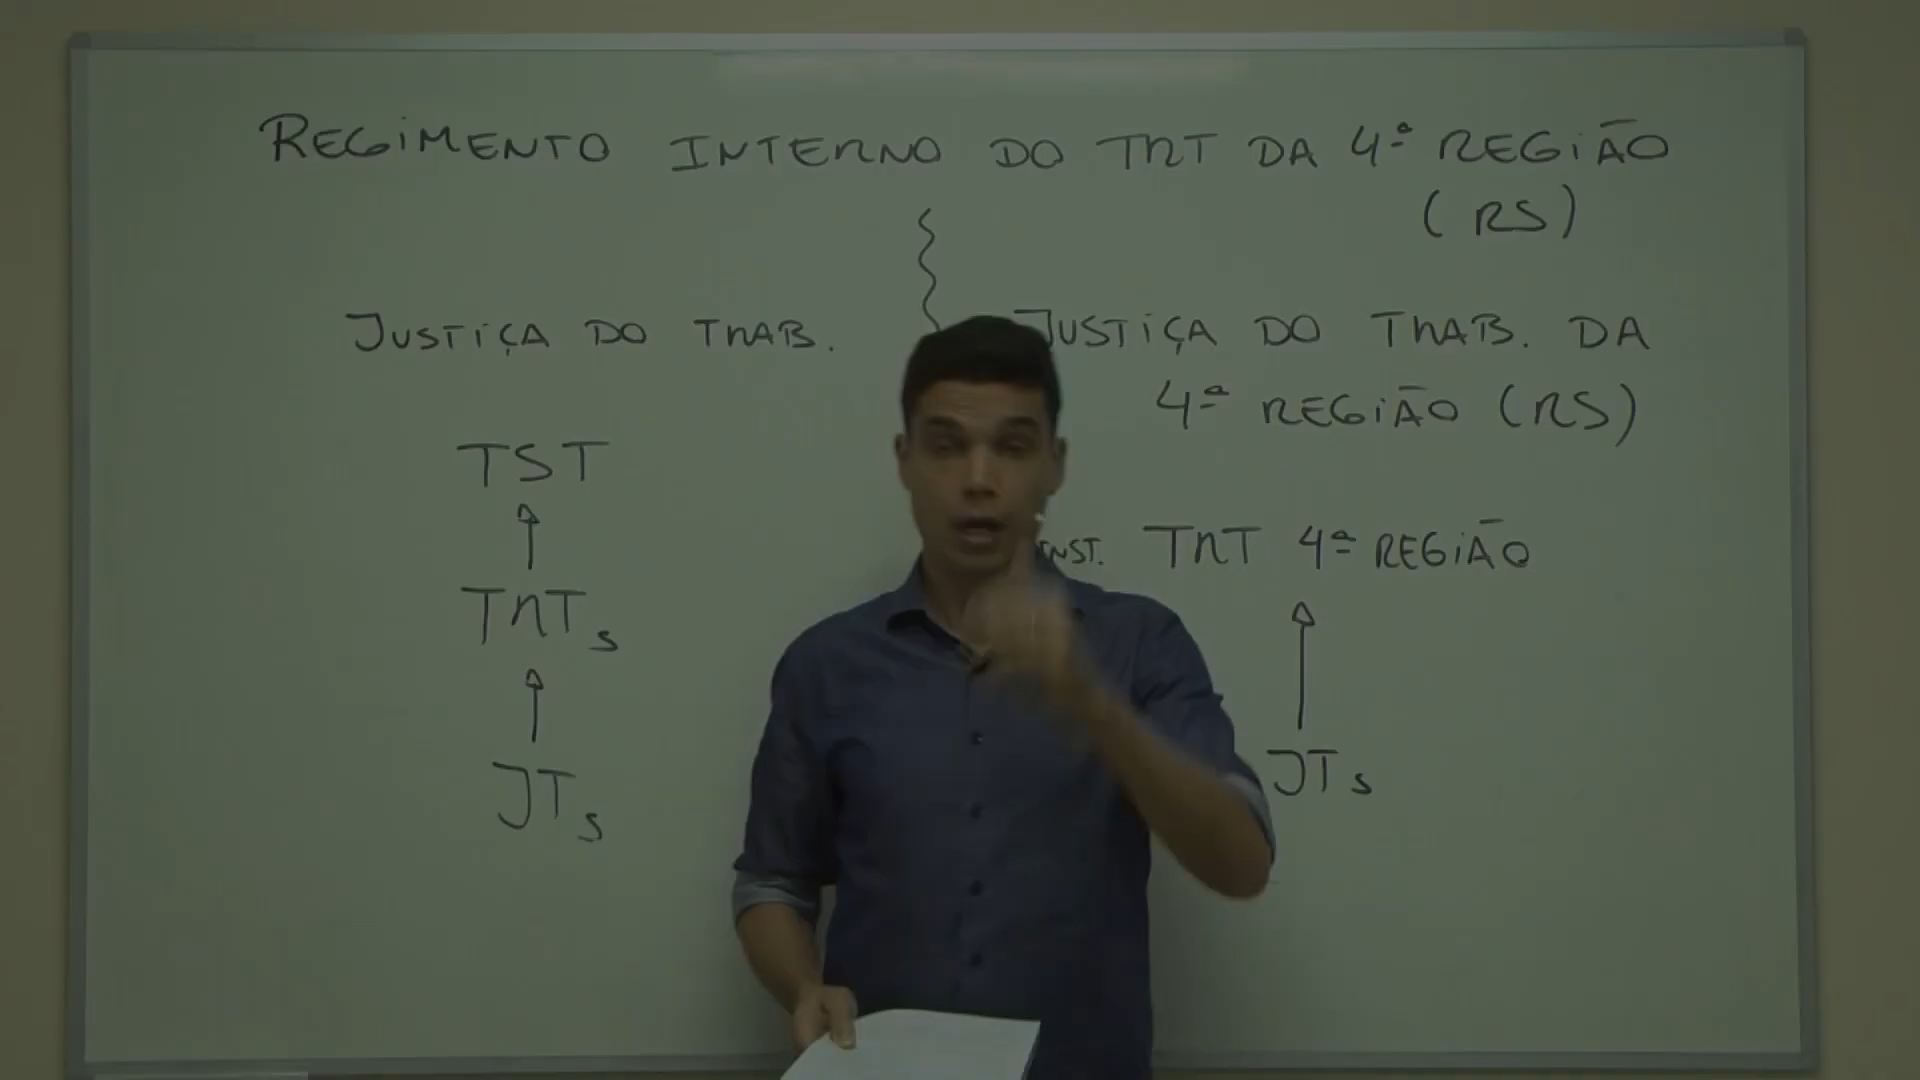 REGIMENTO INTERNO DO TRT DA 4ª REGIÃO
(RS)
JUSTIÇA DO TRAB.
TST
TRTs
JTs
JUSTIÇA DO TRAB. DA
4ª REGIÃO (RS)
TRT 4ª REGIÃO
JTs